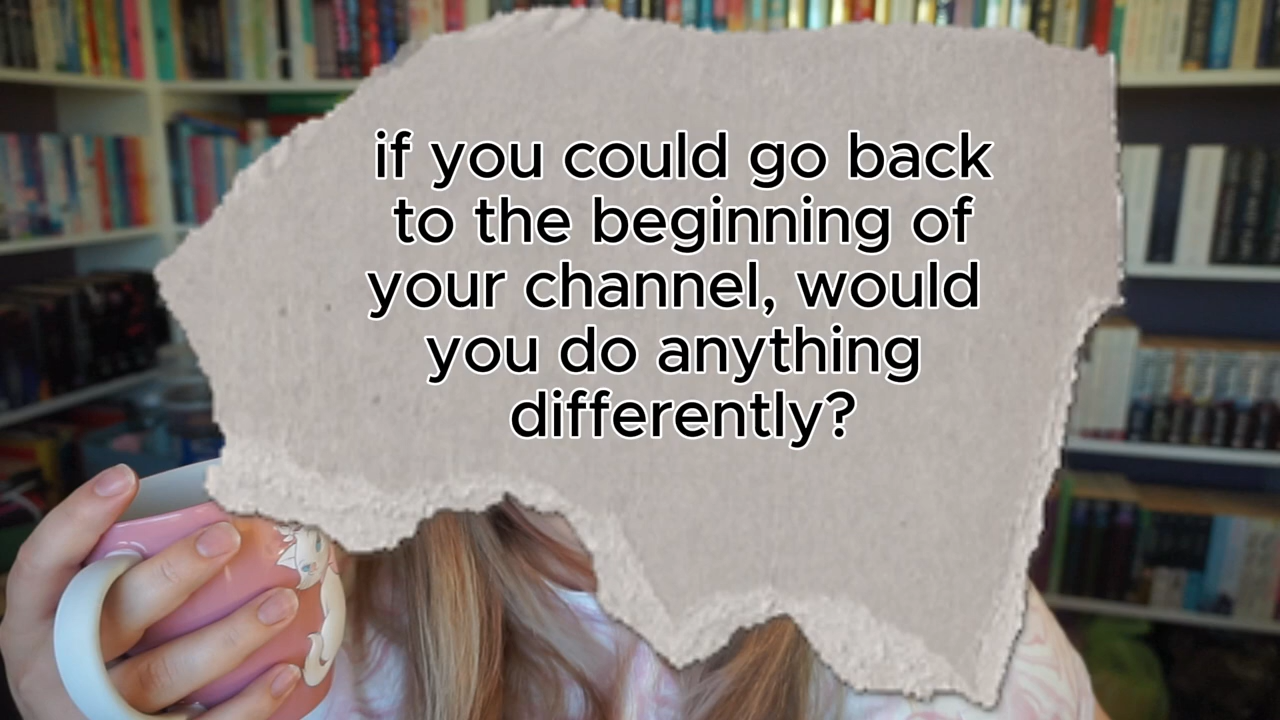 if you could go back
to the beginning of
your channel, would
you do anything
differently?